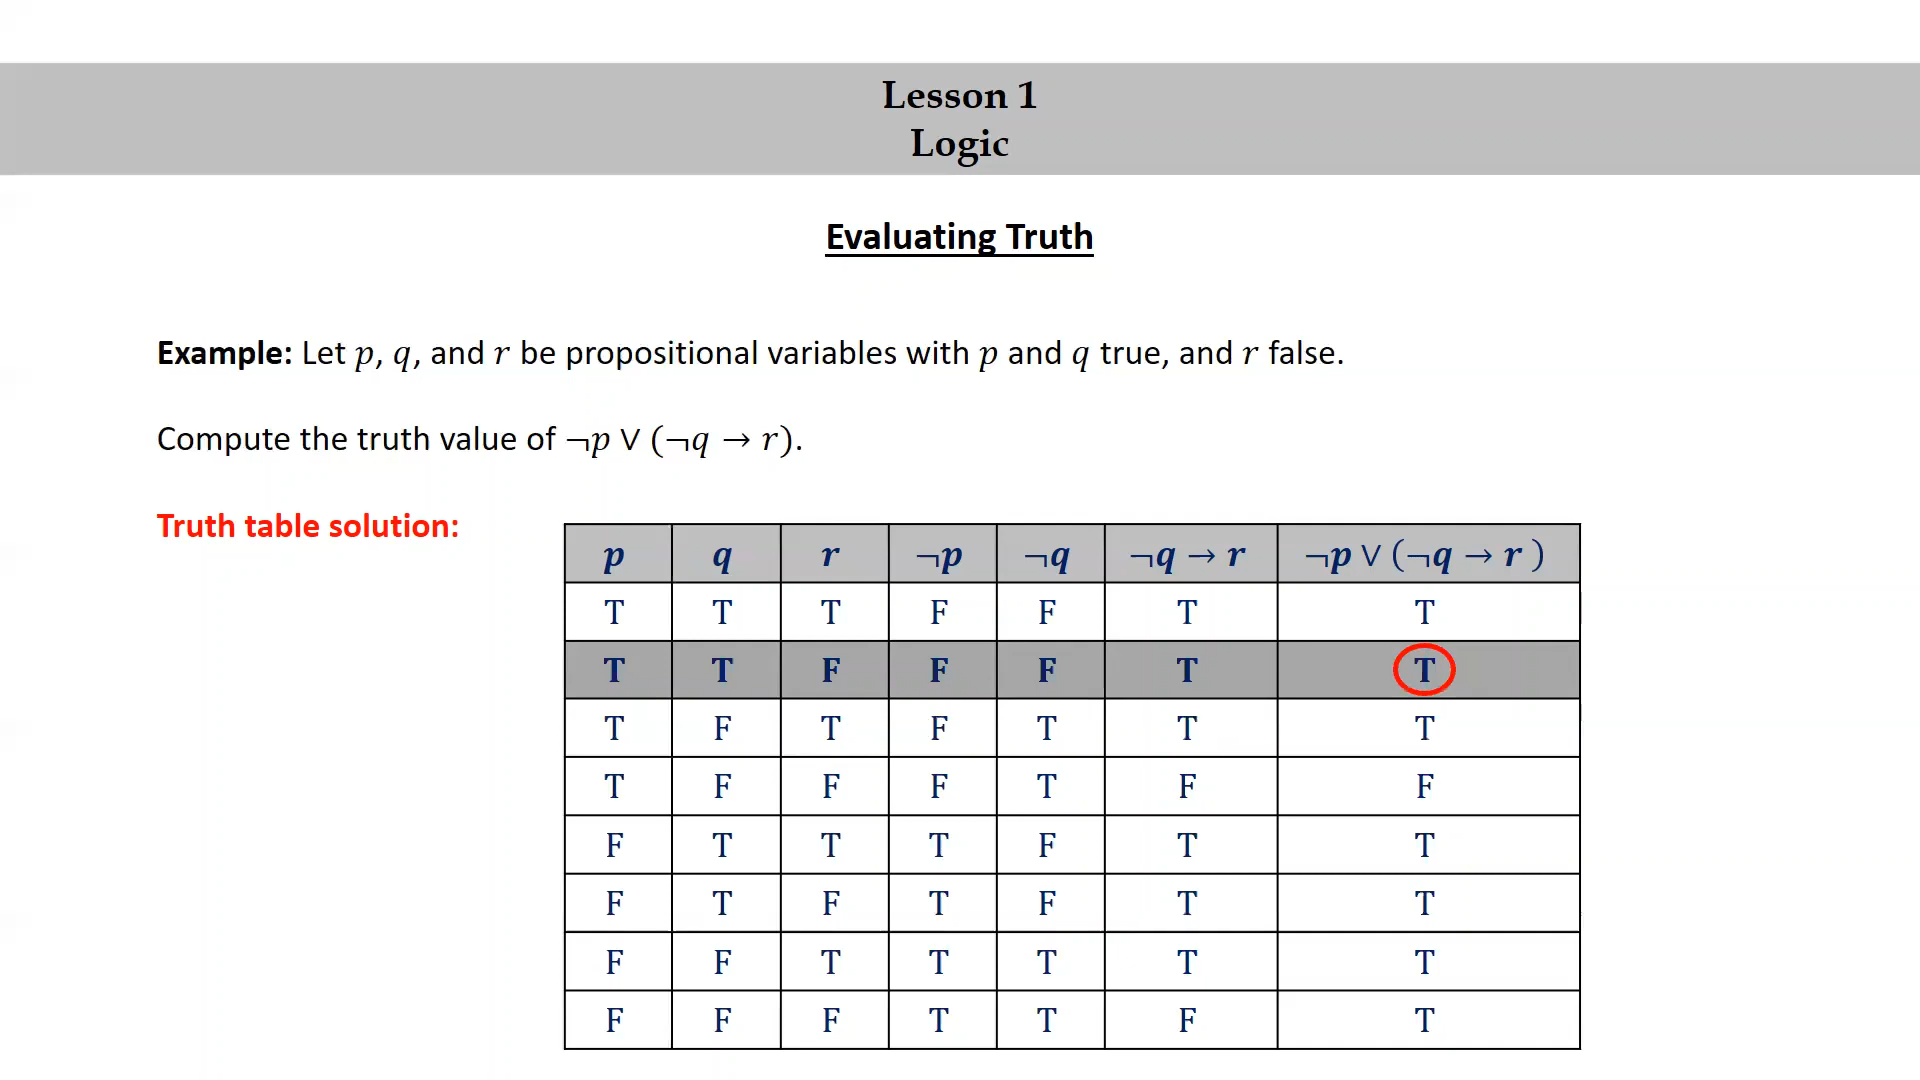 Lesson 1
Logic
Evaluating Truth
Example: Let p, q, and r be propositional variables with p and q true, and r false.
Compute the truth value of ¬p ∨ (¬q → r).
Truth table solution:
p q r ¬p ¬q ¬q → r ¬p ∨ (¬q → r )
T T T F F T T
T T F F F T T
T F T F T T T
T F F F T F F
F T T T F T T
F T F T F T T
F F T T T T T
F F F T T F T